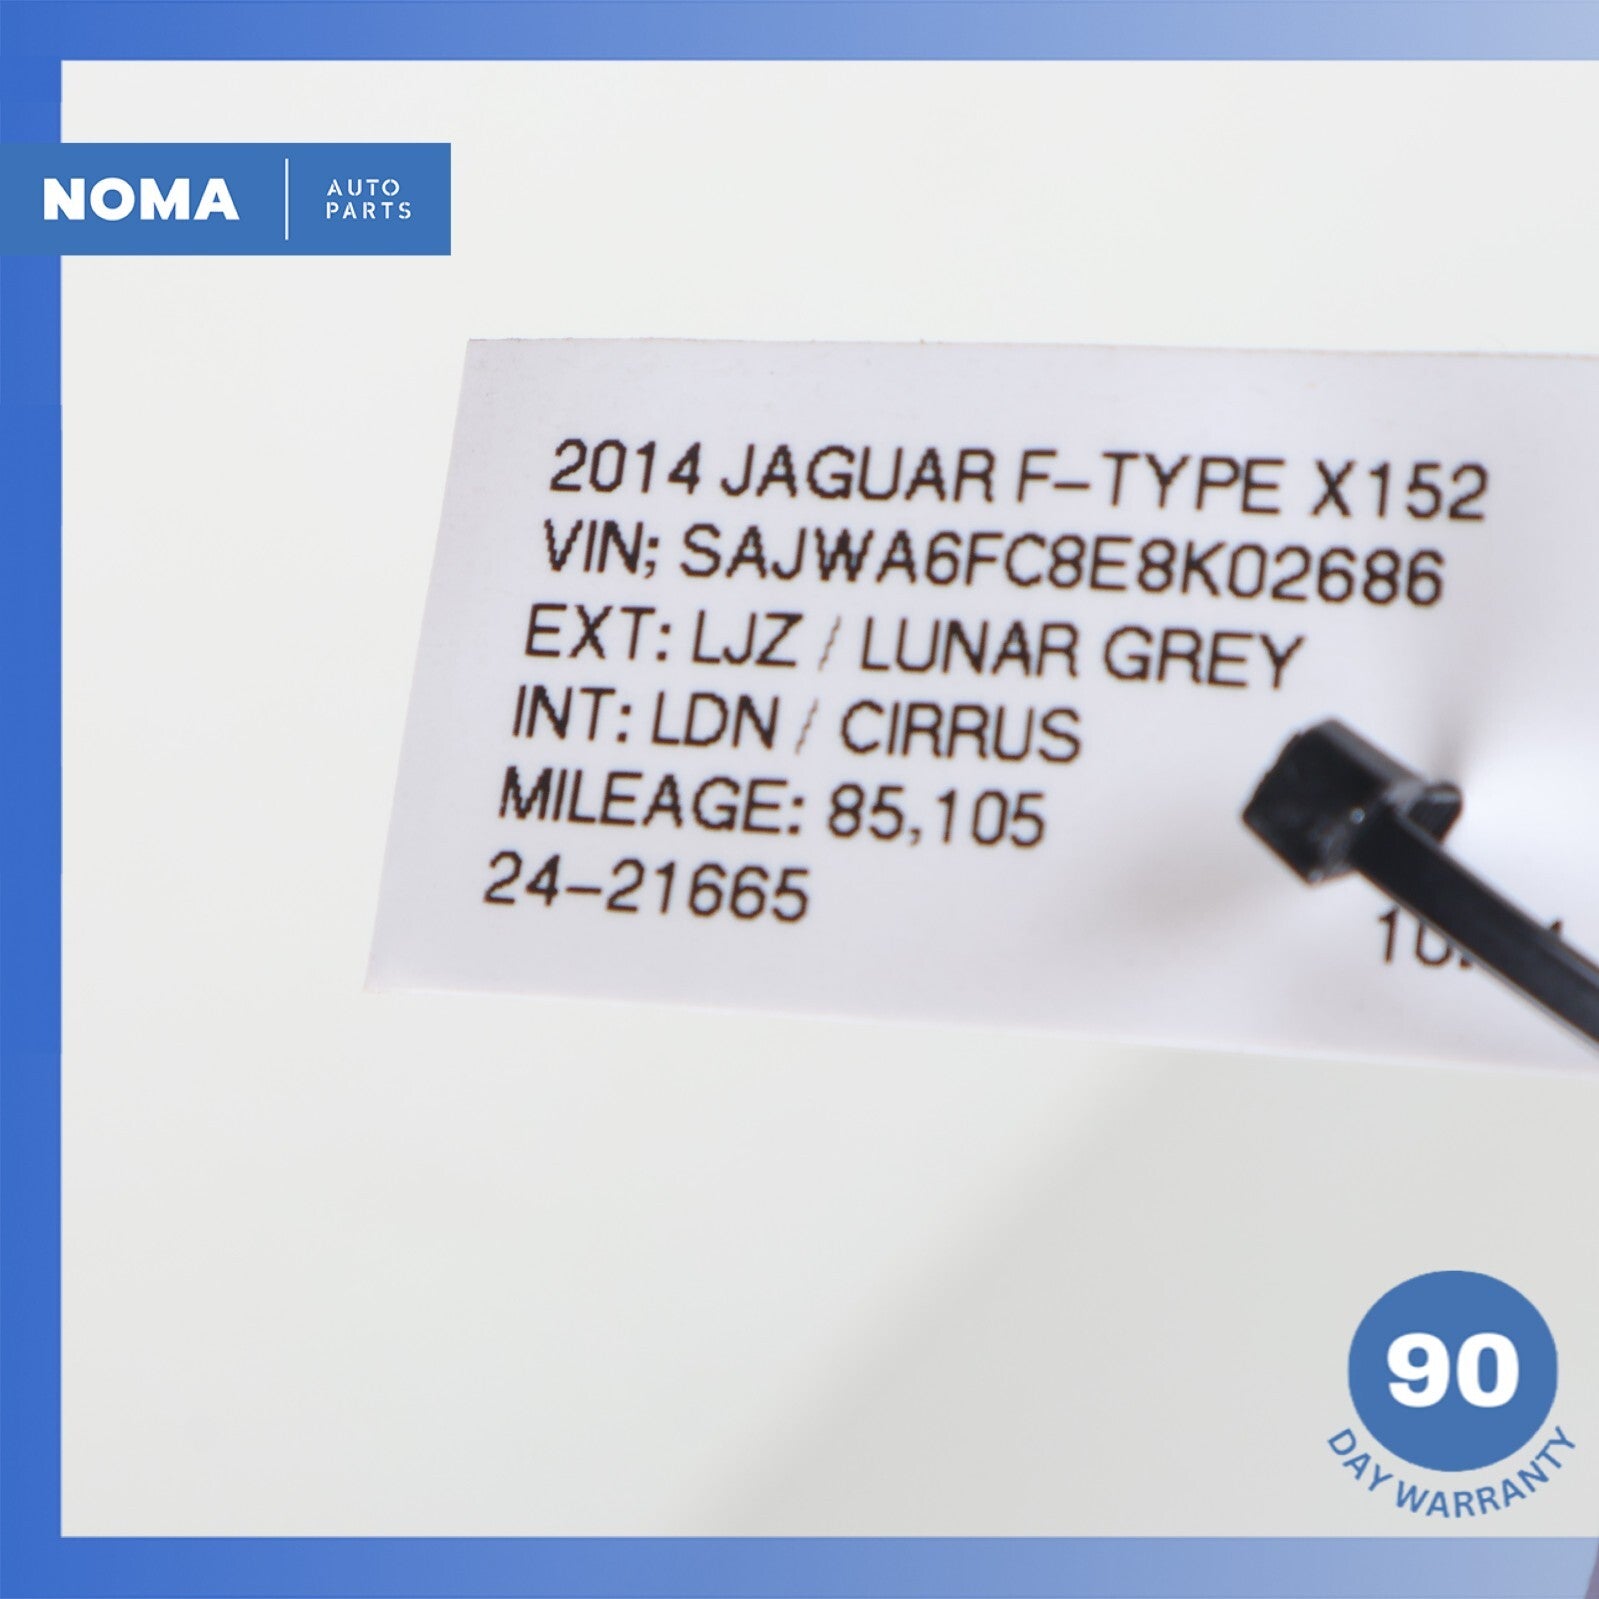 NOMA
AUTO
PARTS
2014 JAGUAR F-TYPE X152
VIN; SAJWA6FC8E8K02686
EXT: LJZ / LUNAR GREY
INT: LDN / CIRRUS
MILEAGE: 85,105
24-21665
90
DAY WARRANTY